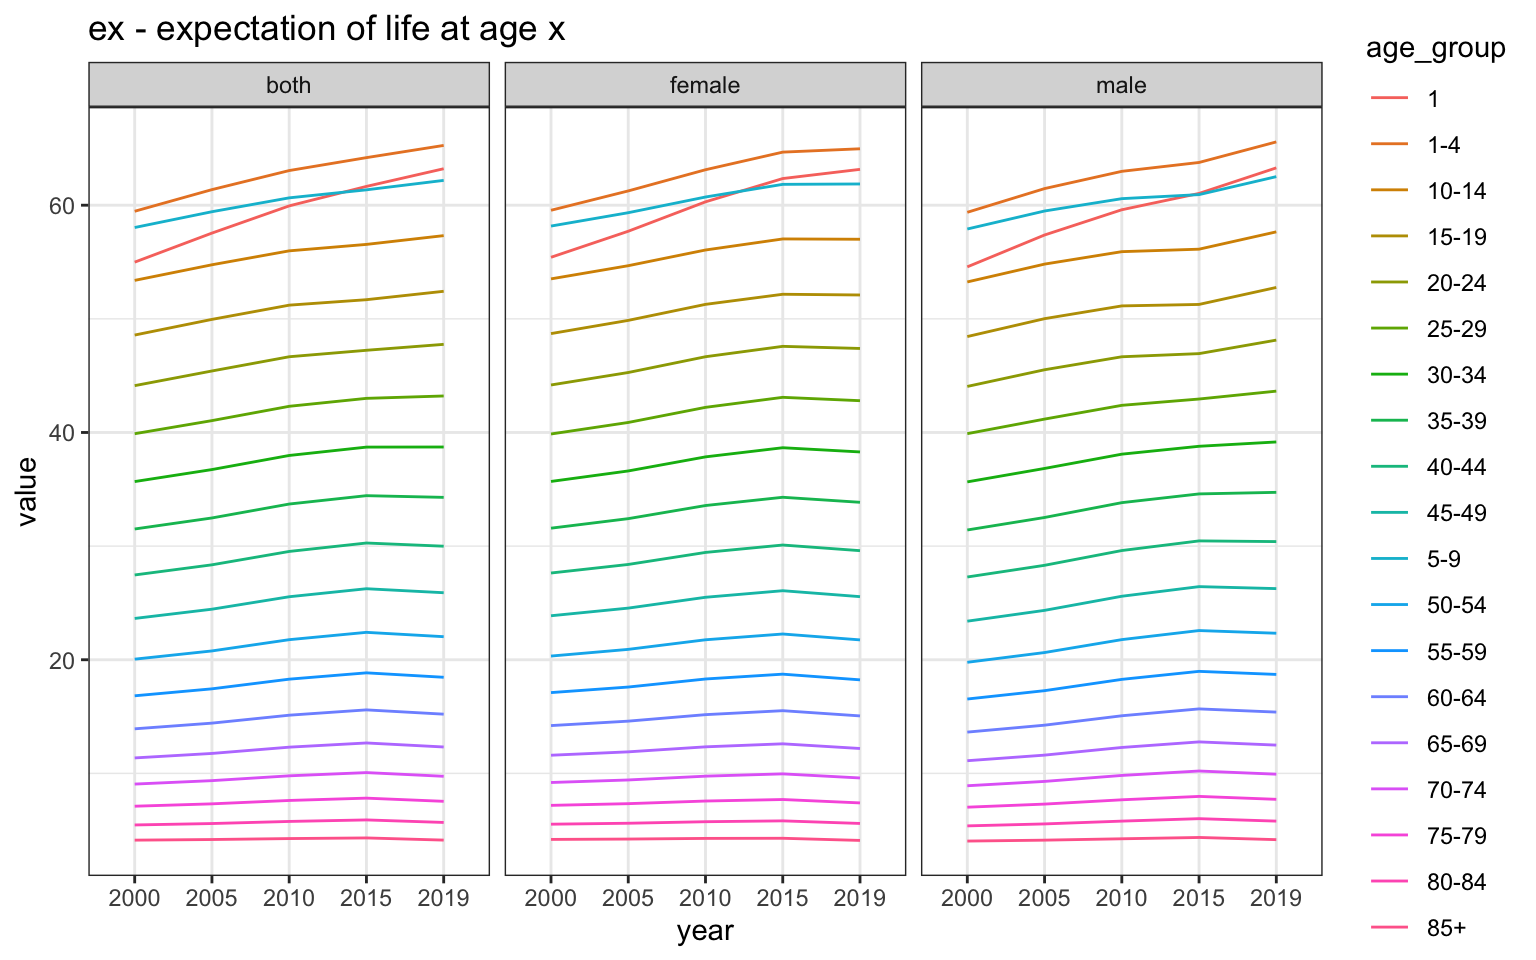 ex - expectation of life at age x
both
female
male
value
60
40
20
2000 2005 2010 2015 2019
2000 2005 2010 2015 2019
2000 2005 2010 2015 2019
year
age_group
1
1-4
10-14
15-19
20-24
25-29
30-34
35-39
40-44
45-49
5-9
50-54
55-59
60-64
65-69
70-74
75-79
80-84
85+